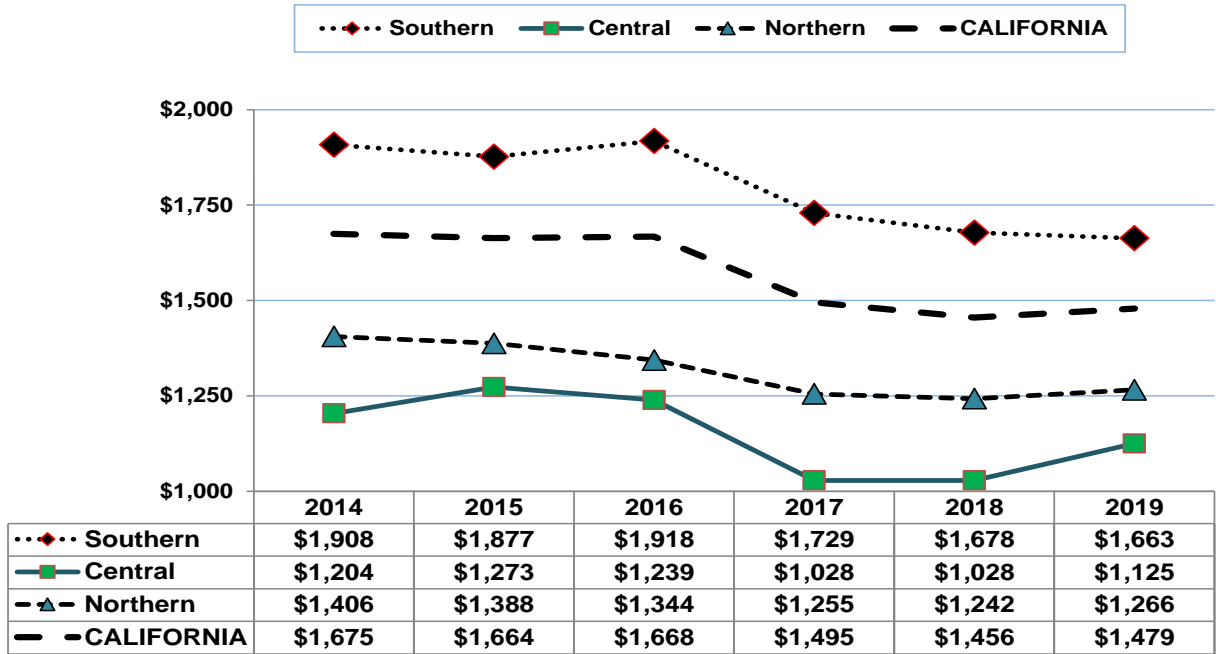 Southern Central Northern CALIFORNIA
$2,000
$1,750
$1,500
$1,250
$1,000
2014 2015 2016 2017 2018 2019
Southern $1,908 $1,877 $1,918 $1,729 $1,678 $1,663
Central $1,204 $1,273 $1,239 $1,028 $1,028 $1,125
Northern $1,406 $1,388 $1,344 $1,255 $1,242 $1,266
CALIFORNIA $1,675 $1,664 $1,668 $1,495 $1,456 $1,479